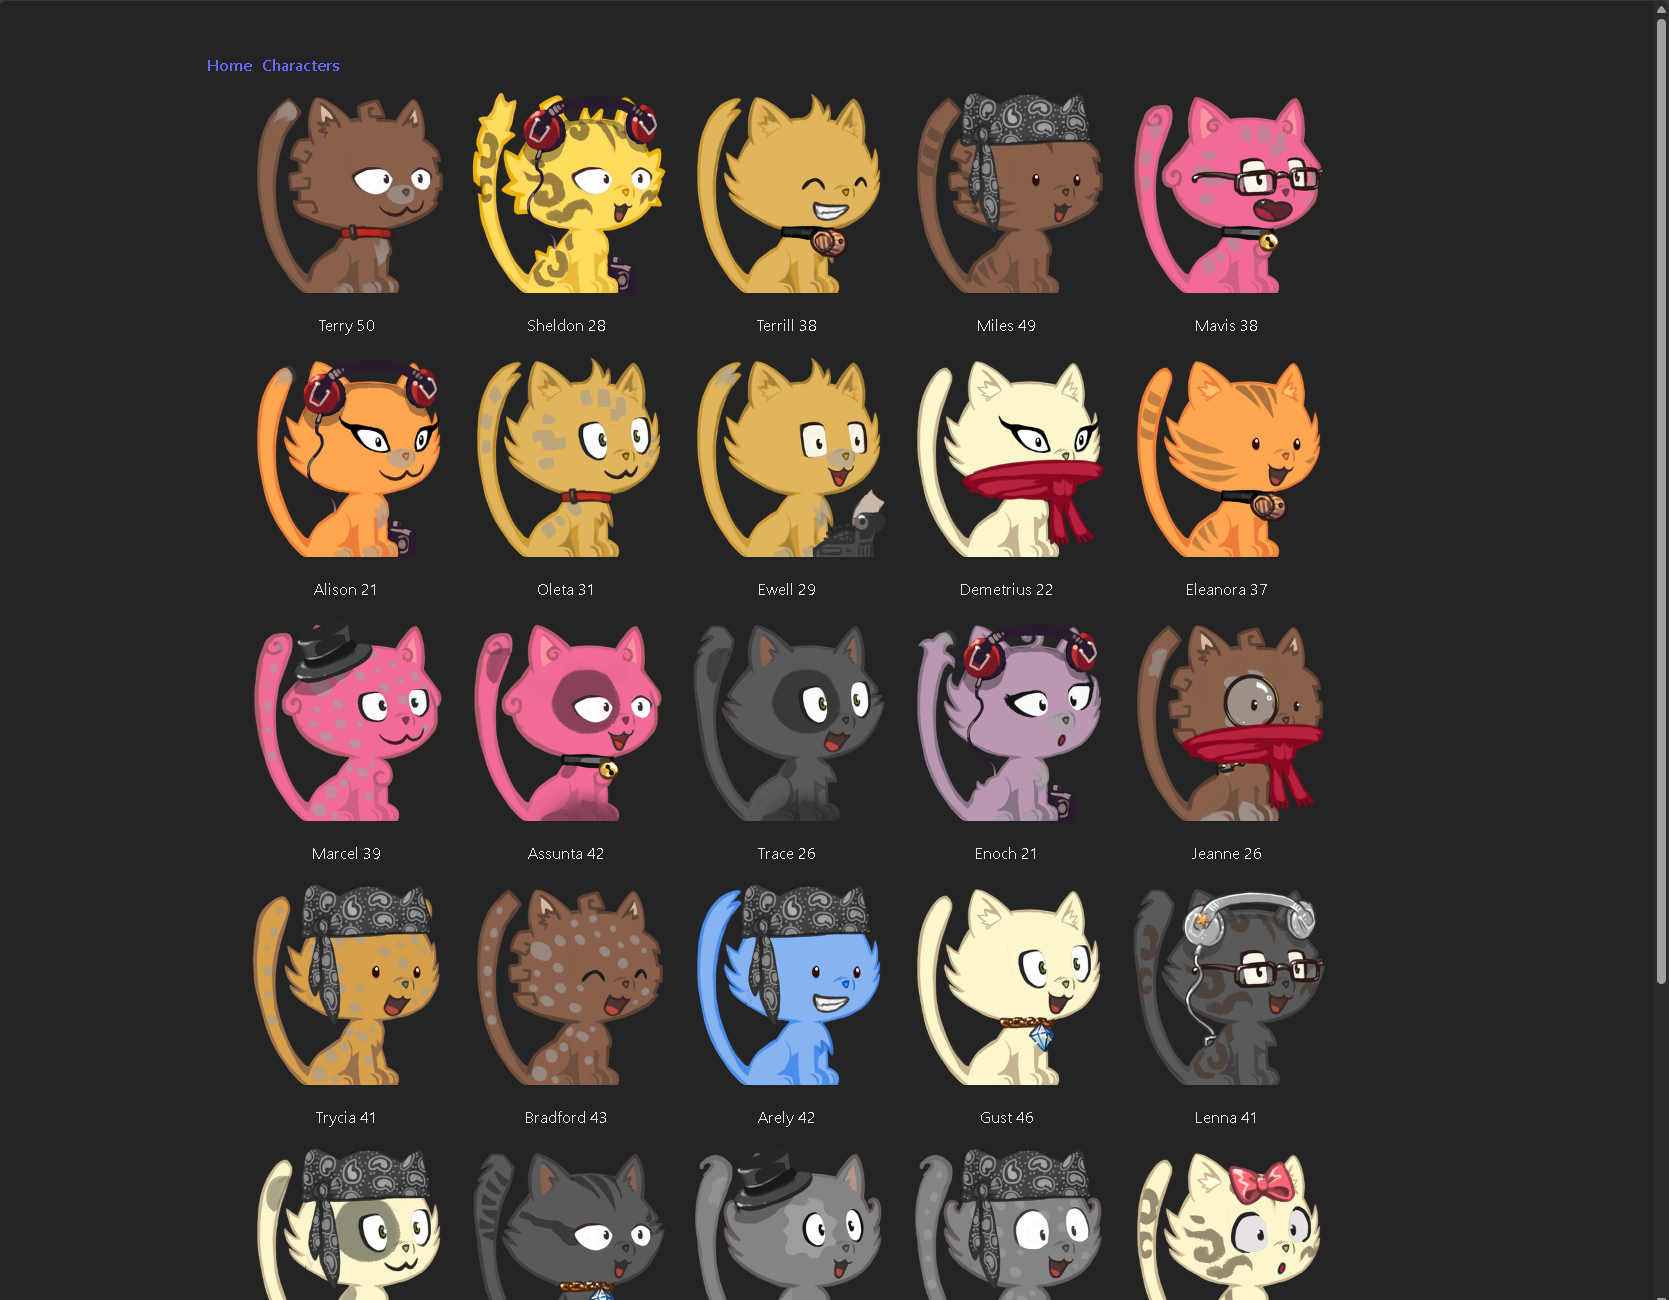 Home Characters
Terry 50 Sheldon 28 Terrill 38 Miles 49 Mavis 38
Alison 21 Oleta 31 Ewell 29 Demetrius 22 Eleanora 37
Marcel 39 Assunta 42 Trace 26 Enoch 21 Jeanne 26
Trycia 41 Bradford 43 Arely 42 Gust 46 Lenna 41